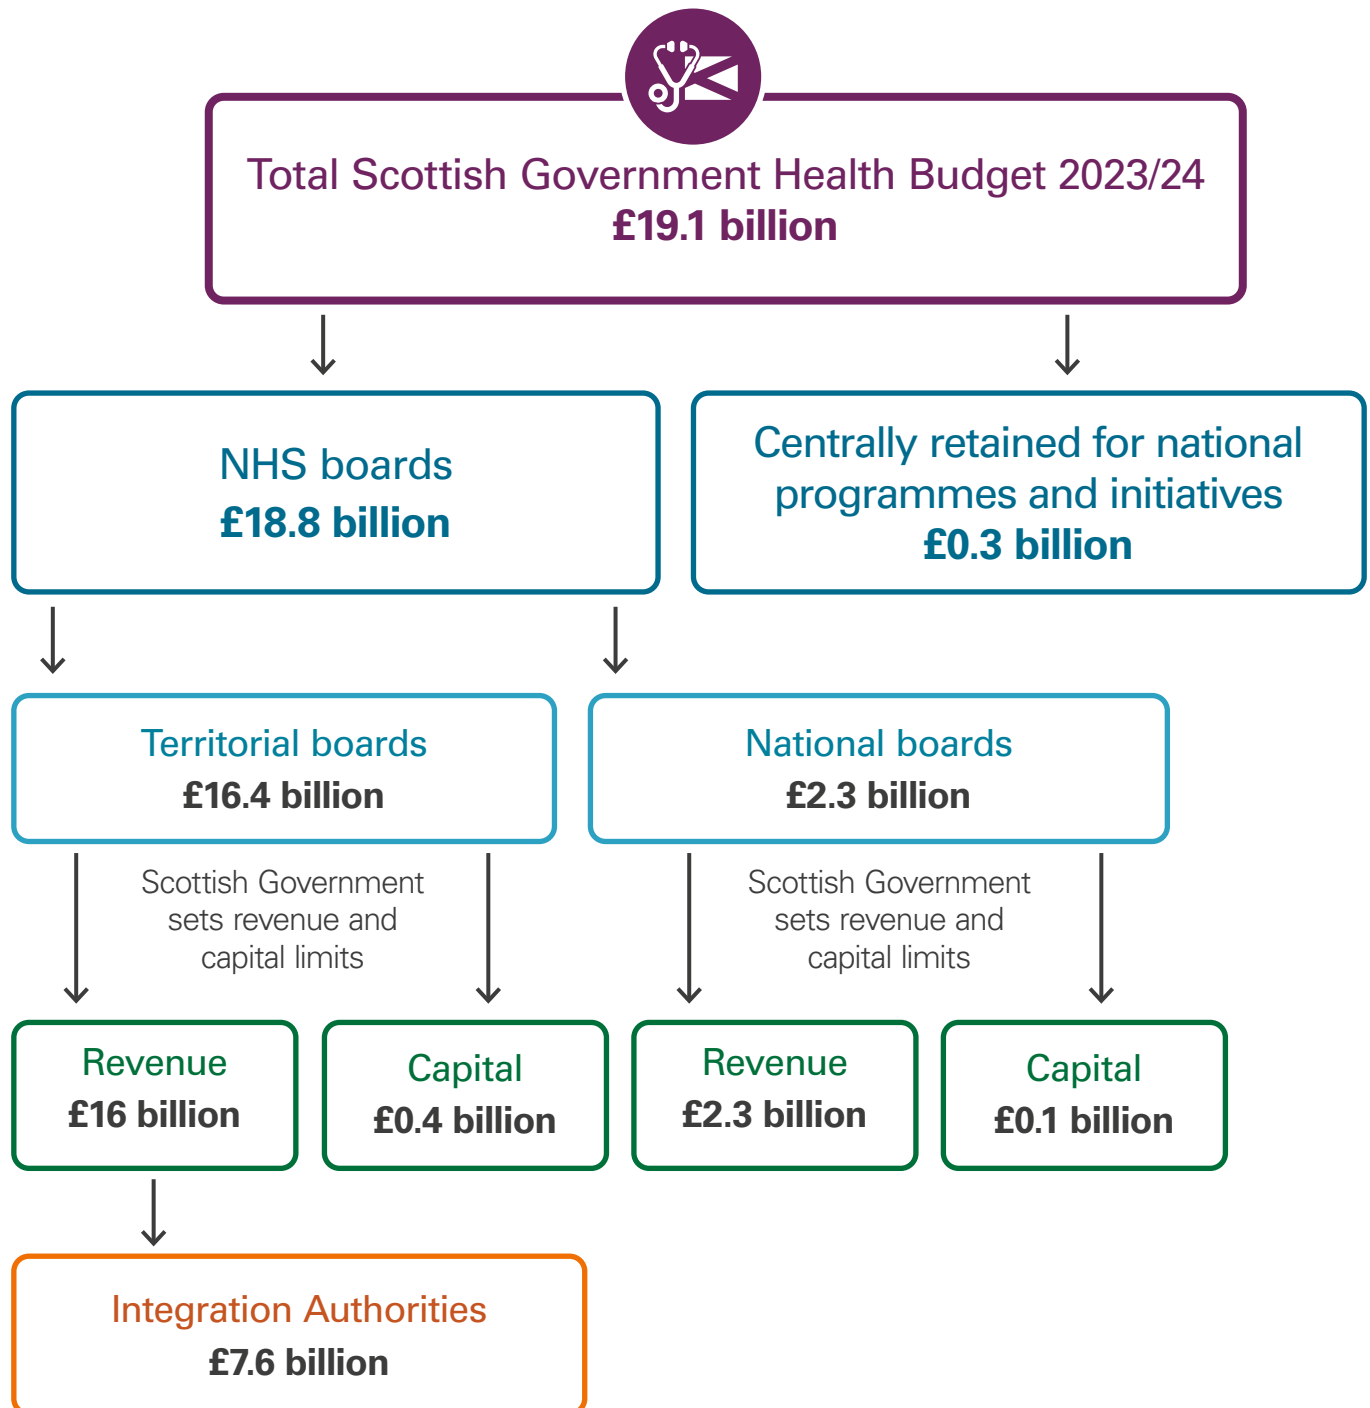 Total Scottish Government Health Budget 2023/24
£19.1 billion
NHS boards
£18.8 billion
Centrally retained for national
programmes and initiatives
£0.3 billion
Territorial boards
£16.4 billion
National boards
£2.3 billion
Scottish Government
sets revenue and
capital limits
Scottish Government
sets revenue and
capital limits
Revenue
£16 billion
Capital
£0.4 billion
Revenue
£2.3 billion
Capital
£0.1 billion
Integration Authorities
£7.6 billion